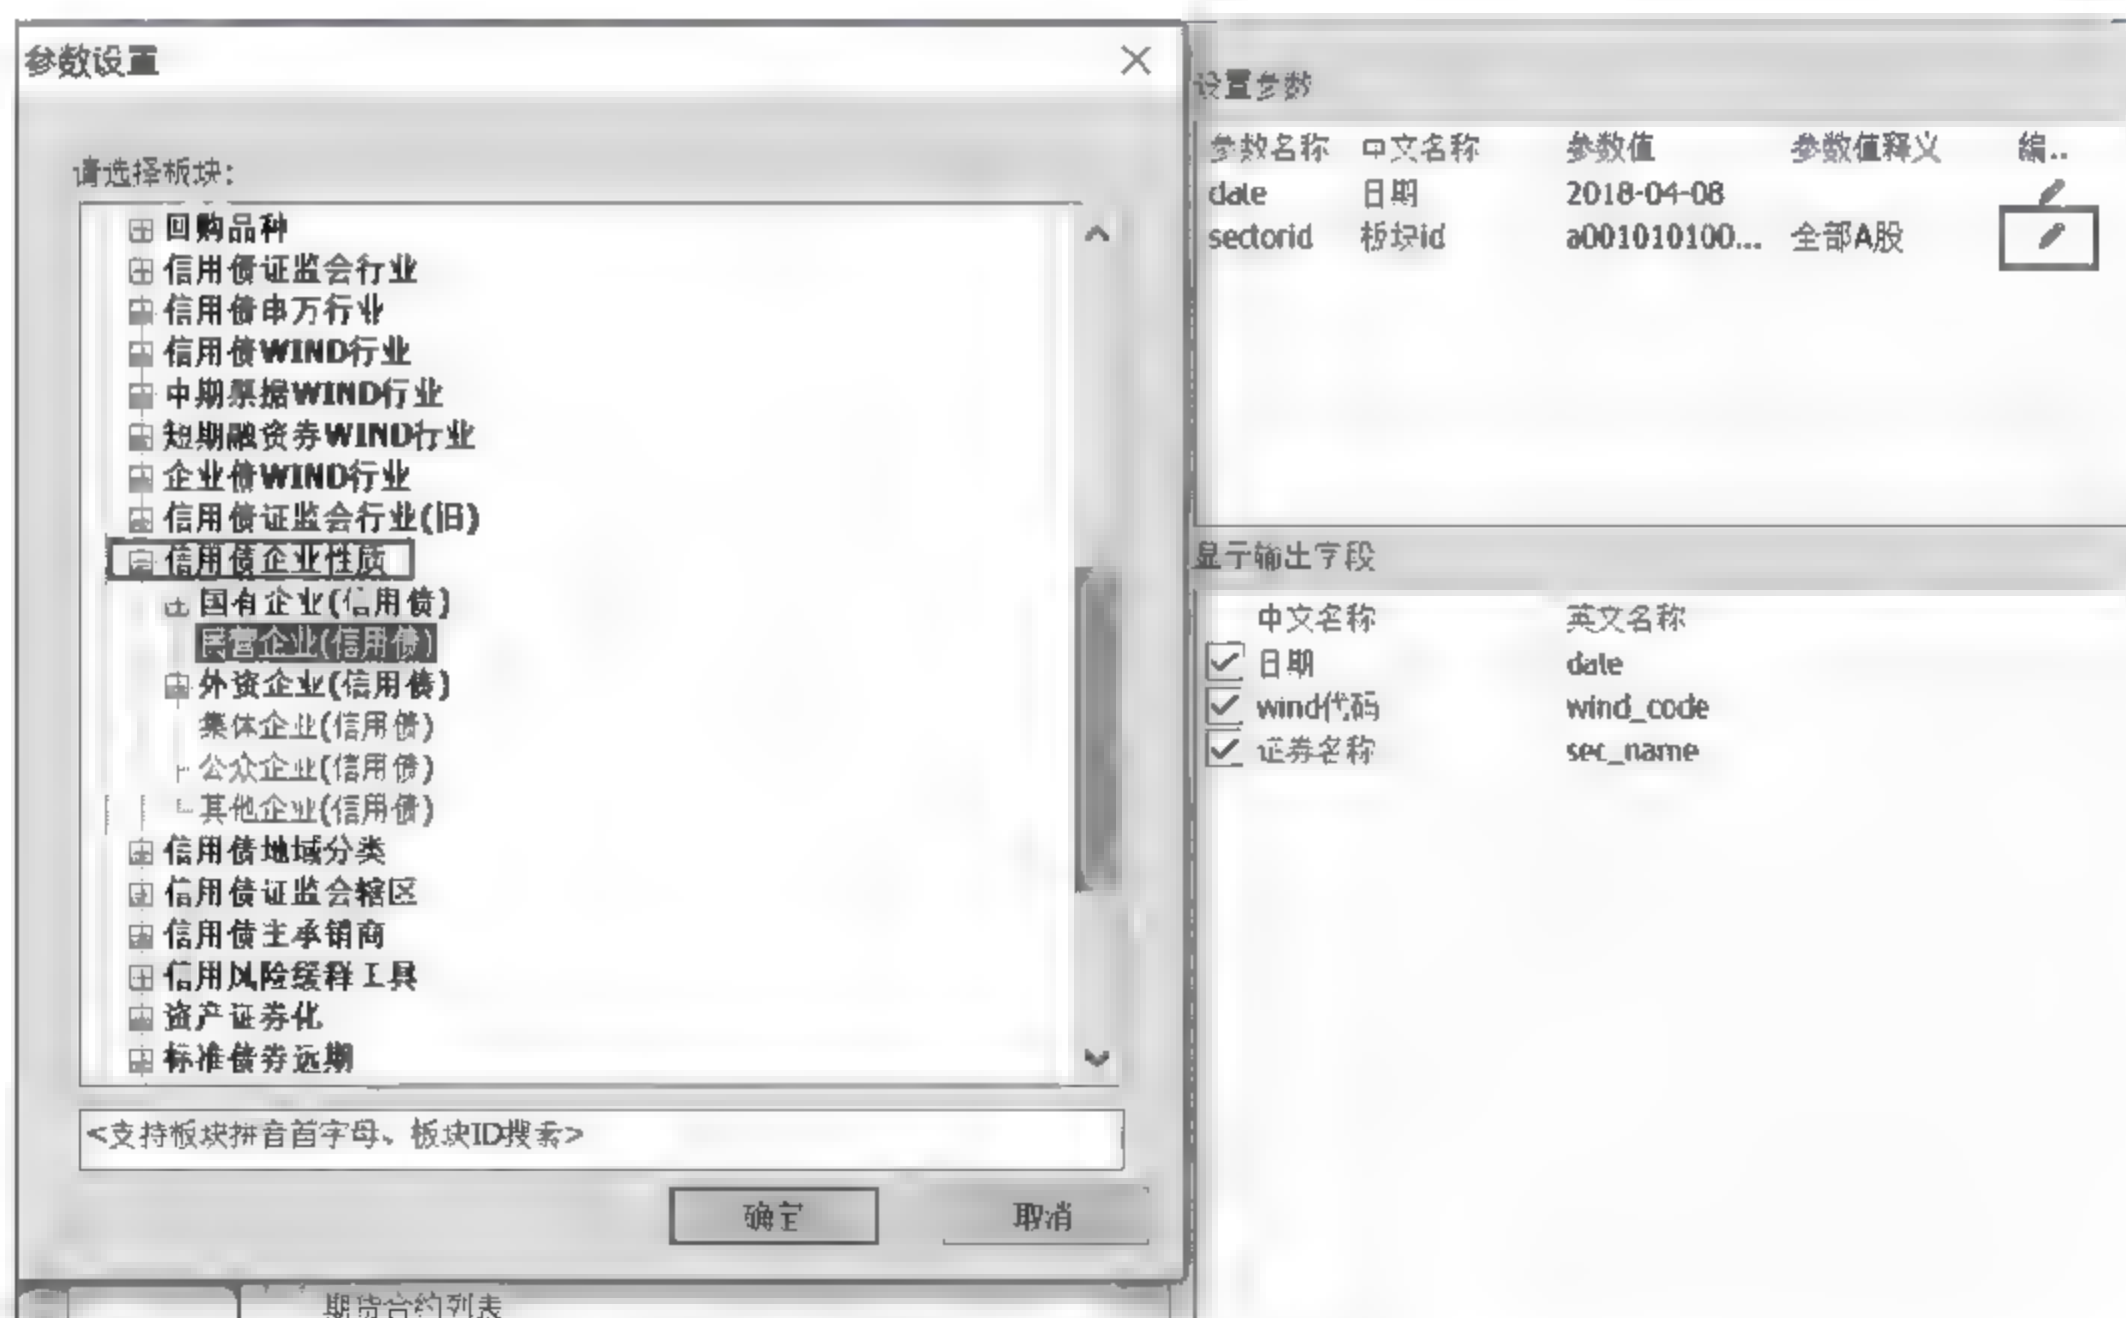 参数设置
请选择板块:
回购品种
信用债证监会行业
信用债申万行业
信用债WIND行业
中期票据WIND行业
短期融资券WIND行业
企业债WIND行业
信用债证监会行业(旧)
信用债企业性质
国有企业(信用债)
民营企业(信用债)
外资企业(信用债)
集体企业(信用债)
公众企业(信用债)
其他企业(信用债)
信用债地域分类
信用债证监会辖区
信用债主承销商
信用风险缓释工具
资产证券化
标准债券远期
<支持板块拼音首字母、板块ID搜索>
确定 取消
期货合约列表
设置参数
参数名称 中文名称 参数值 参数值释义 编..
date 日期 2018-04-08
sectorid 板块id a001010100... 全部A股
显示输出字段
中文名称 英文名称
日期 date
wind代码 wind_code
证券名称 sec_name